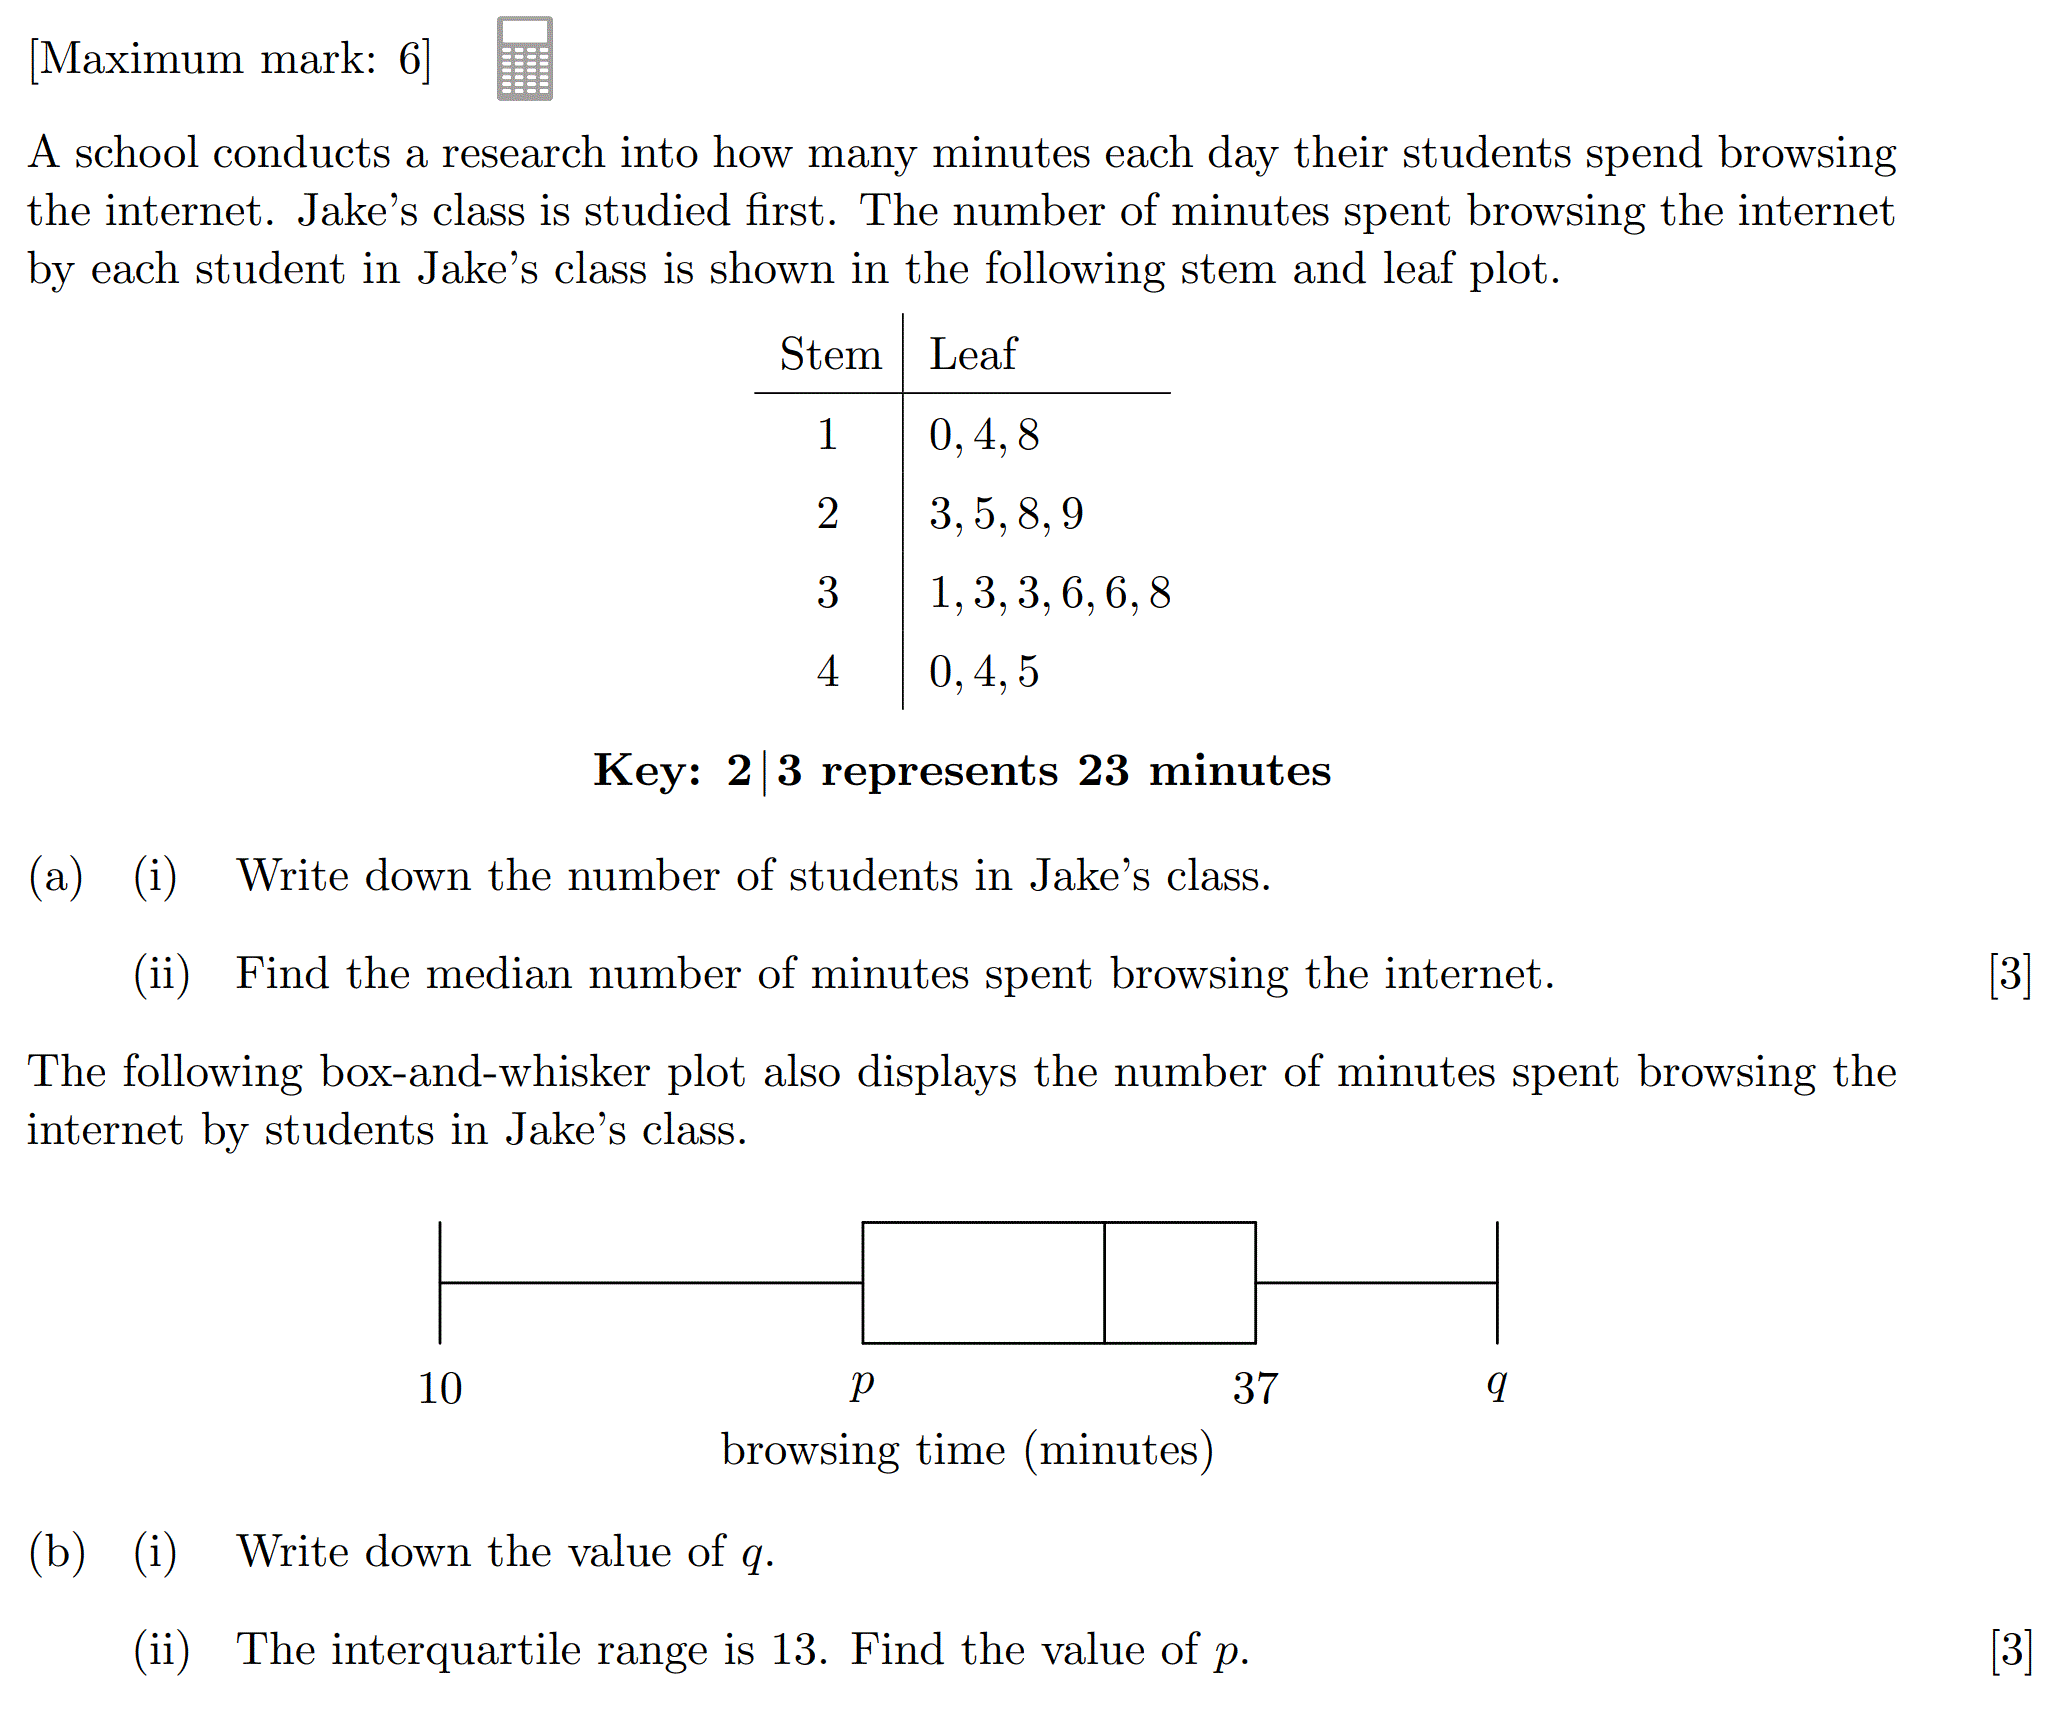 [Maximum mark: 6]
A school conducts a research into how many minutes each day their students spend browsing
the internet. Jake's class is studied first. The number of minutes spent browsing the internet
by each student in Jake's class is shown in the following stem and leaf plot.
Stem Leaf
1 0, 4, 8
2 3, 5, 8, 9
3 1, 3, 3, 6, 6, 8
4 0, 4, 5
Key: 2|3 represents 23 minutes
(a) (i) Write down the number of students in Jake's class.
(ii) Find the median number of minutes spent browsing the internet. [3]
The following box-and-whisker plot also displays the number of minutes spent browsing the
internet by students in Jake's class.
10 p 37 q
browsing time (minutes)
(b) (i) Write down the value of q.
(ii) The interquartile range is 13. Find the value of p. [3]